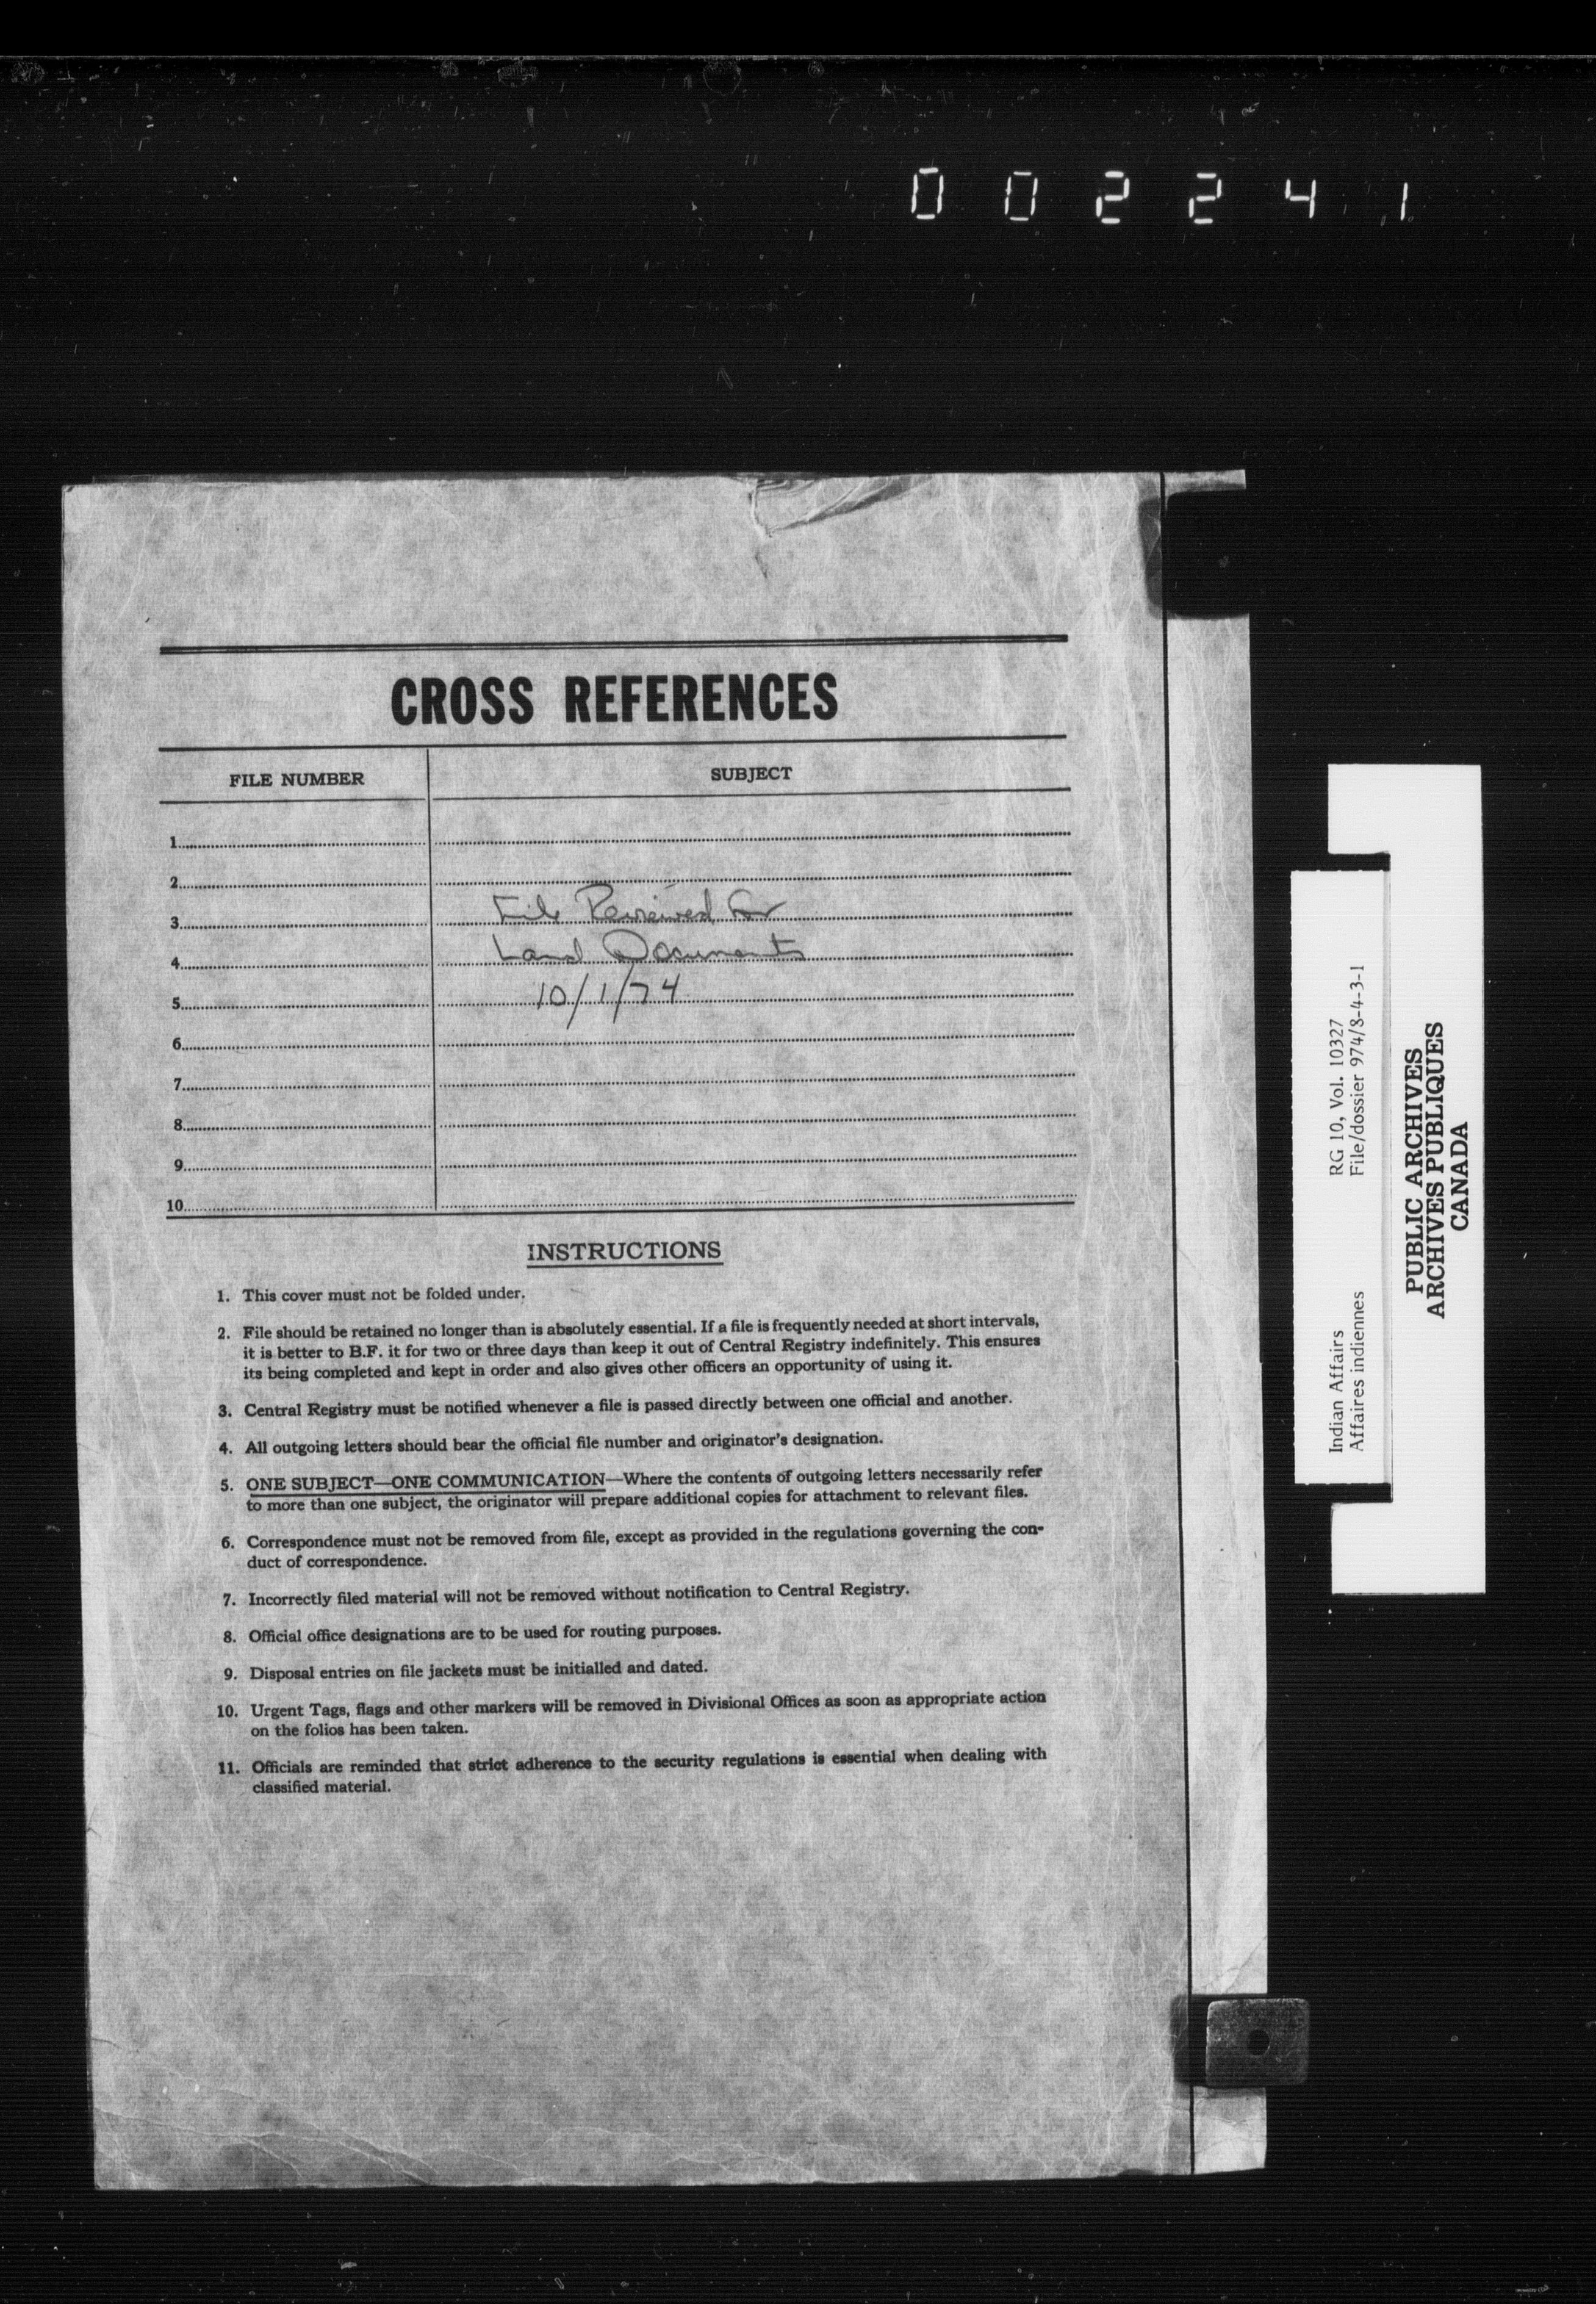 0 0 2 2 4 1
CROSS REFERENCES
FILE NUMBER
SUBJECT
1
2
3 File Reviewed for
4 Land Documents
5 10/1/74
6
7
8
9
10
INSTRUCTIONS
1. This cover must not be folded under.
2. File should be retained no longer than is absolutely essential. If a file is frequently needed at short intervals,
it is better to B.F. it for two or three days than keep it out of Central Registry indefinitely. This ensures
its being completed and kept in order and also gives other officers an opportunity of using it.
3. Central Registry must be notified whenever a file is passed directly between one official and another.
4. All outgoing letters should bear the official file number and originator's designation.
5. ONE SUBJECT—ONE COMMUNICATION—Where the contents of outgoing letters necessarily refer
to more than one subject, the originator will prepare additional copies for attachment to relevant files.
6. Correspondence must not be removed from file, except as provided in the regulations governing the con-
duct of correspondence.
7. Incorrectly filed material will not be removed without notification to Central Registry.
8. Official office designations are to be used for routing purposes.
9. Disposal entries on file jackets must be initialled and dated.
10. Urgent Tags, flags and other markers will be removed in Divisional Offices as soon as appropriate action
on the folios has been taken.
11. Officials are reminded that strict adherence to the security regulations is essential when dealing with
classified material.
Indian Affairs RG 10, Vol. 10327
Affaires indiennes File/dossier 974/8-4-3-1
PUBLIC ARCHIVES
ARCHIVES PUBLIQUES
CANADA